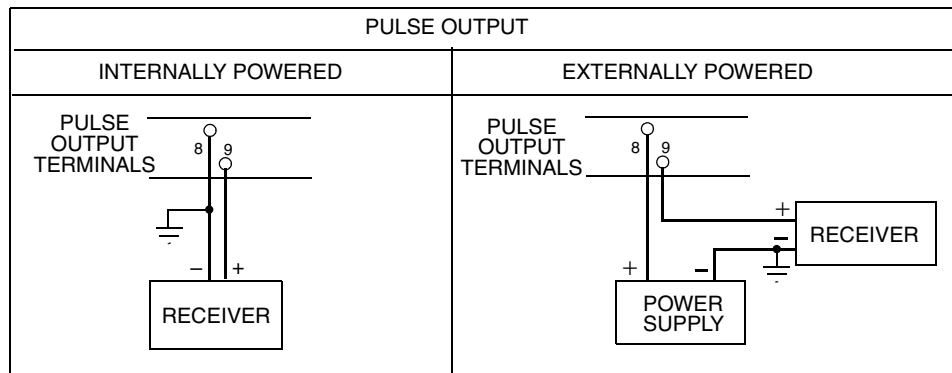 PULSE OUTPUT
INTERNALLY POWERED
EXTERNALLY POWERED
PULSE
OUTPUT
TERMINALS
8
9
−
+
RECEIVER
PULSE
OUTPUT
TERMINALS
8
9
+
−
RECEIVER
+
−
POWER
SUPPLY